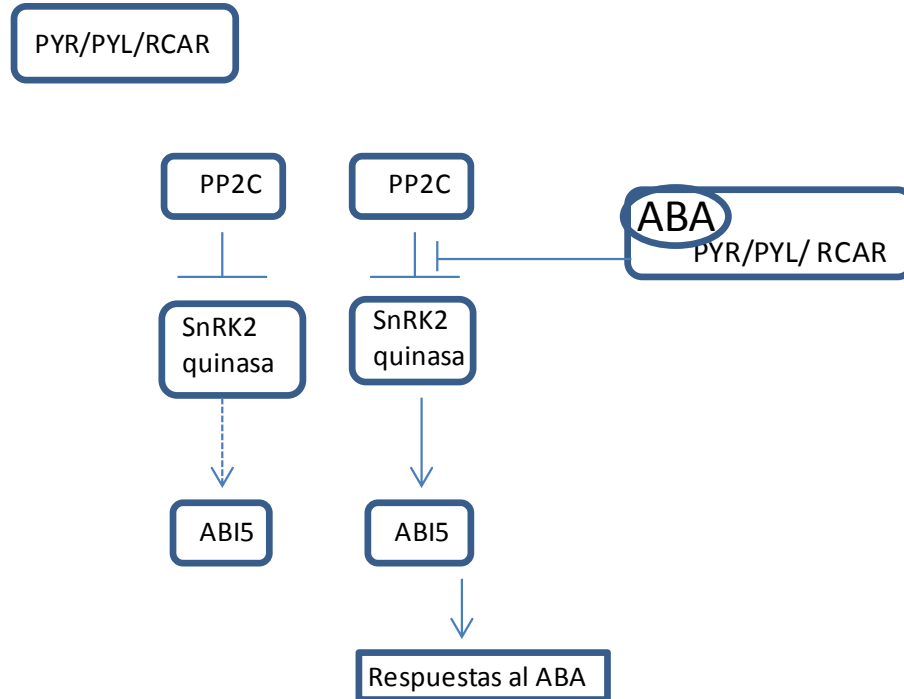 PYR/PYL/RCAR
PP2C
PP2C
ABA
PYR/PYL/ RCAR
SnRK2
quinasa
SnRK2
quinasa
ABI5
ABI5
Respuestas al ABA